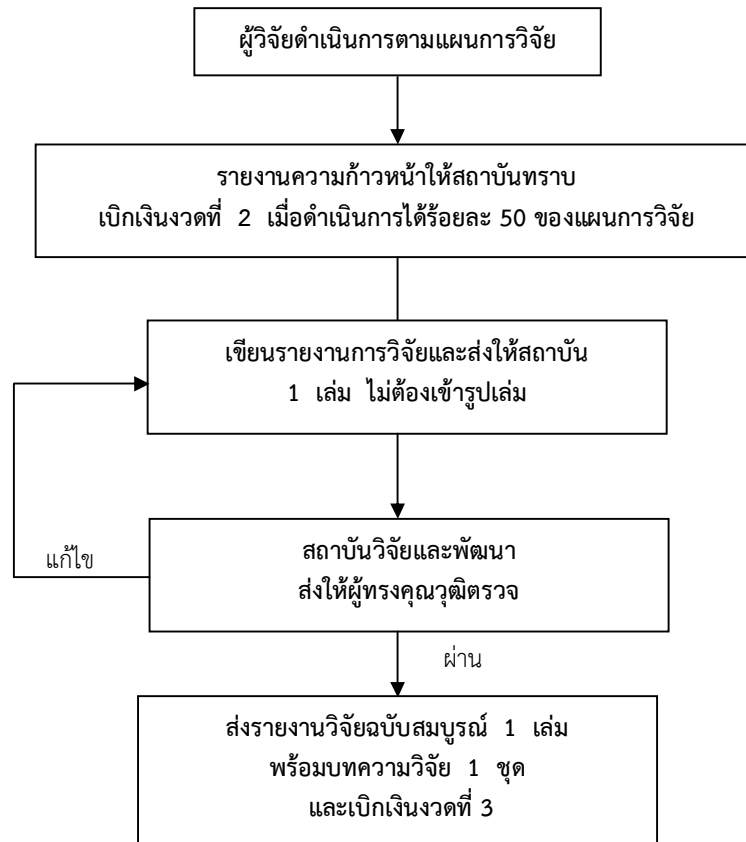 ผู้วิจัยดำเนินการตามแผนการวิจัย
รายงานความก้าวหน้าให้สถาบันทราบ
เบิกเงินงวดที่ 2 เมื่อดำเนินการได้ร้อยละ 50 ของแผนการวิจัย
เขียนรายงานการวิจัยและส่งให้สถาบัน
1 เล่ม ไม่ต้องเข้ารูปเล่ม
สถาบันวิจัยและพัฒนา
ส่งให้ผู้ทรงคุณวุฒิตรวจ
แก้ไข
ผ่าน
ส่งรายงานวิจัยฉบับสมบูรณ์ 1 เล่ม
พร้อมบทความวิจัย 1 ชุด
และเบิกเงินงวดที่ 3